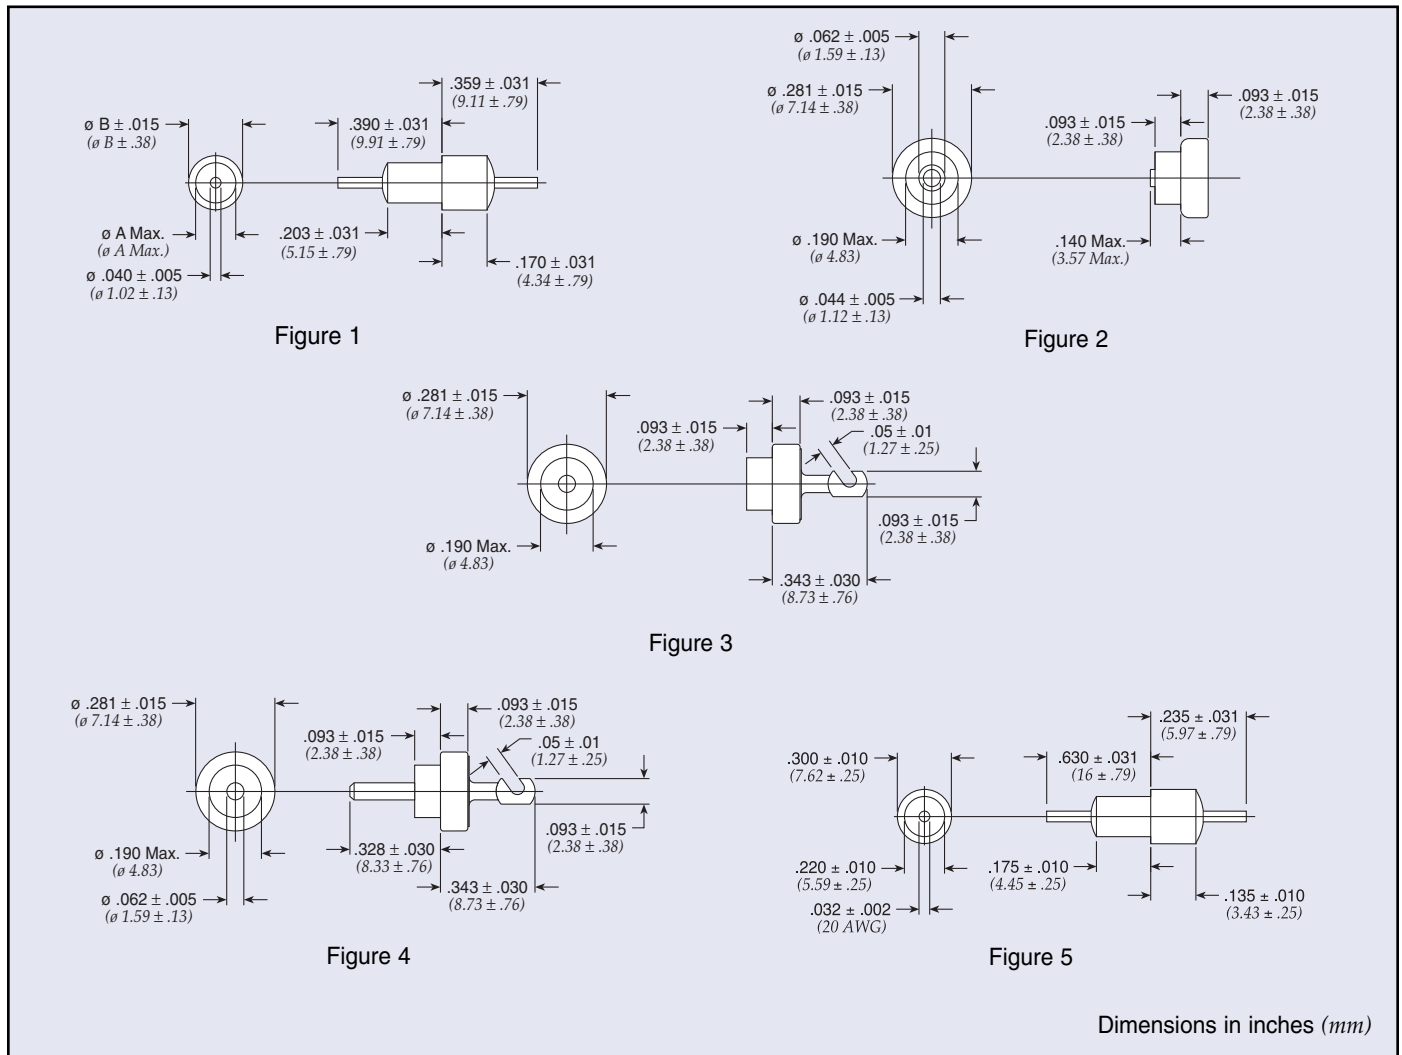 .359 ± .031
(9.11 ± .79)
ø B ± .015
(ø B ± .38)
.390 ± .031
(9.91 ± .79)
ø A Max.
(ø A Max.)
.203 ± .031
(5.15 ± .79)
ø .040 ± .005
(ø 1.02 ± .13)
.170 ± .031
(4.34 ± .79)
Figure 1
ø .062 ± .005
(ø 1.59 ± .13)
ø .281 ± .015
(ø 7.14 ± .38)
.093 ± .015
(2.38 ± .38)
.093 ± .015
(2.38 ± .38)
ø .190 Max.
(ø 4.83)
.140 Max.
(3.57 Max.)
ø .044 ± .005
(ø 1.12 ± .13)
Figure 2
ø .281 ± .015
(ø 7.14 ± .38)
.093 ± .015
(2.38 ± .38)
.093 ± .015
(2.38 ± .38)
.05 ± .01
(1.27 ± .25)
.093 ± .015
(2.38 ± .38)
ø .190 Max.
(ø 4.83)
.343 ± .030
(8.73 ± .76)
Figure 3
ø .281 ± .015
(ø 7.14 ± .38)
.093 ± .015
(2.38 ± .38)
.093 ± .015
(2.38 ± .38)
.05 ± .01
(1.27 ± .25)
.093 ± .015
(2.38 ± .38)
ø .190 Max.
(ø 4.83)
.328 ± .030
(8.33 ± .76)
ø .062 ± .005
(ø 1.59 ± .13)
.343 ± .030
(8.73 ± .76)
Figure 4
.235 ± .031
(5.97 ± .79)
.300 ± .010
(7.62 ± .25)
.630 ± .031
(16 ± .79)
.220 ± .010
(5.59 ± .25)
.175 ± .010
(4.45 ± .25)
.032 ± .002
(20 AWG)
.135 ± .010
(3.43 ± .25)
Figure 5
Dimensions in inches (mm)